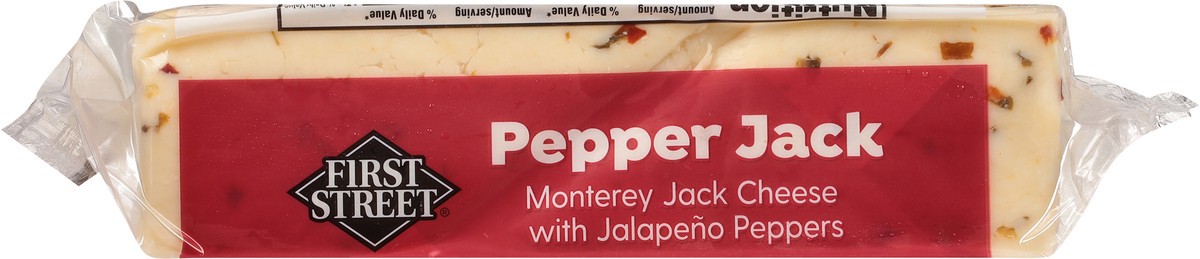 Nutrition
Amount/serving % Daily Value* Amount/serving % Daily Value*
FIRST
STREET®
Pepper Jack
Monterey Jack Cheese
with Jalapeño Peppers